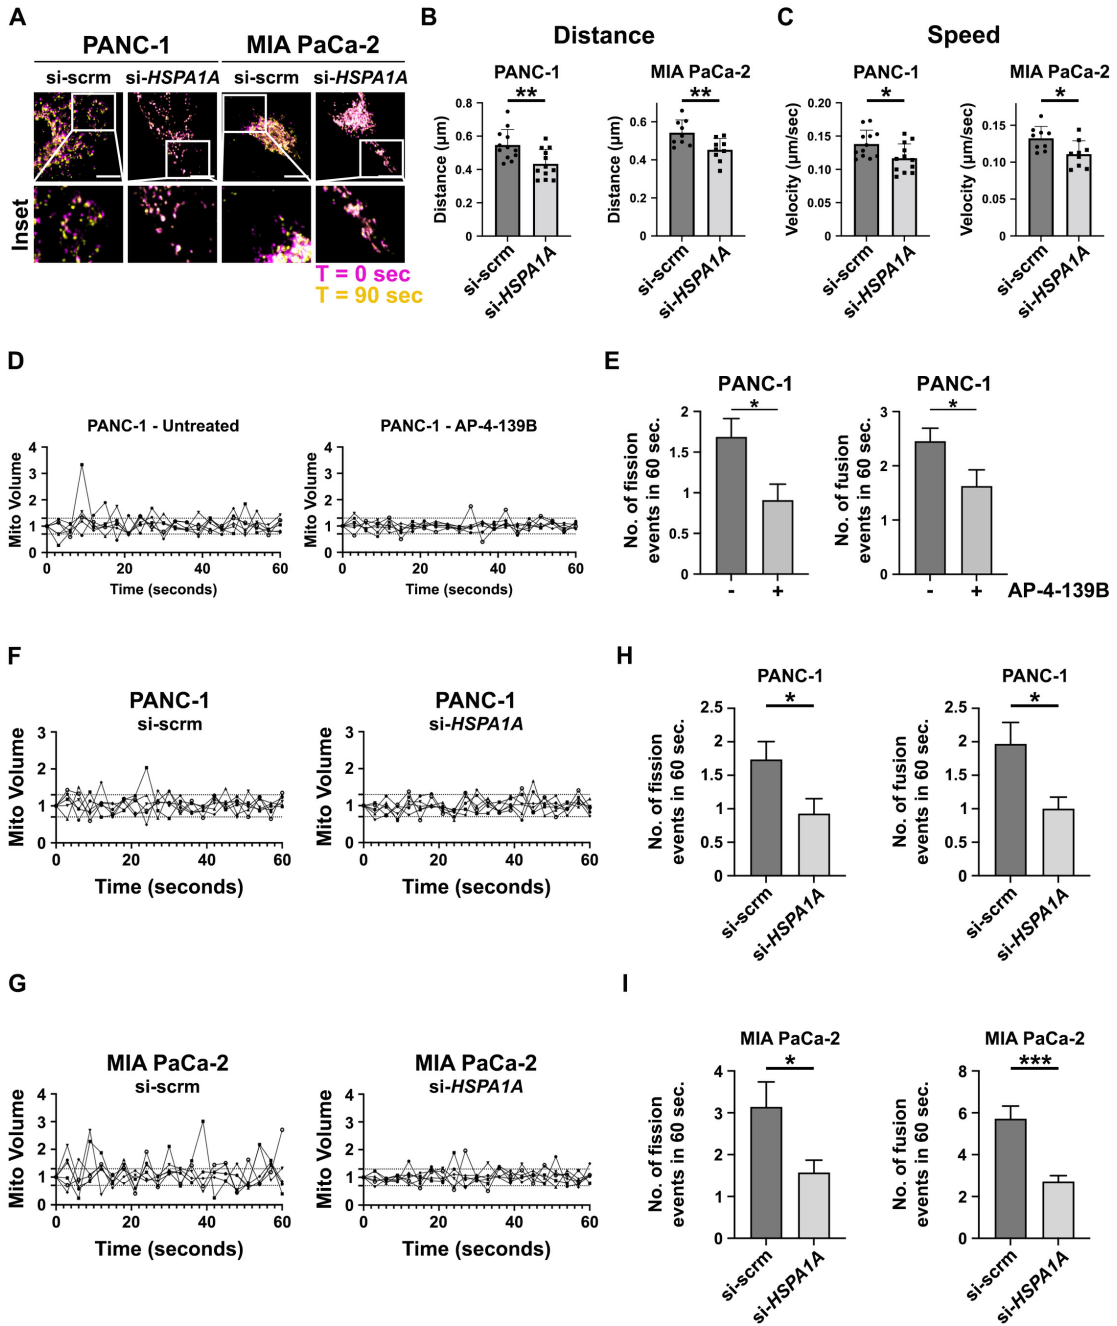 A
PANC-1
MIA PaCa-2
si-scrm
si-HSPA1A
si-scrm
si-HSPA1A
Inset
T = 0 sec
T = 90 sec
B
Distance
PANC-1
**
Distance (µm)
0.8
0.6
0.4
0.2
0
si-scrm
si-HSPA1A
MIA PaCa-2
**
Distance (µm)
0.6
0.4
0.2
0
si-scrm
si-HSPA1A
C
Speed
PANC-1
*
Velocity (µm/sec)
0.20
0.15
0.10
0.05
0
si-scrm
si-HSPA1A
MIA PaCa-2
*
Velocity (µm/sec)
0.15
0.10
0.05
0
si-scrm
si-HSPA1A
D
PANC-1 - Untreated
Mito Volume
4
3
2
1
0
0 20 40 60
Time (seconds)
PANC-1 - AP-4-139B
Mito Volume
4
3
2
1
0
0 20 40 60
Time (seconds)
E
PANC-1
*
No. of fission
events in 60 sec.
2
1.5
1
0.5
0
- +
PANC-1
*
No. of fusion
events in 60 sec.
3
2
1
0
- +
AP-4-139B
F
PANC-1
si-scrm
Mito Volume
3
2
1
0
0 20 40 60
Time (seconds)
PANC-1
si-HSPA1A
Mito Volume
3
2
1
0
0 20 40 60
Time (seconds)
H
PANC-1
*
No. of fission
events in 60 sec.
2.5
2
1.5
1
0.5
0
si-scrm
si-HSPA1A
PANC-1
*
No. of fusion
events in 60 sec.
2.5
2
1.5
1
0.5
0
si-scrm
si-HSPA1A
G
MIA PaCa-2
si-scrm
Mito Volume
4
3
2
1
0
0 20 40 60
Time (seconds)
MIA PaCa-2
si-HSPA1A
Mito Volume
4
3
2
1
0
0 20 40 60
Time (seconds)
I
MIA PaCa-2
*
No. of fission
events in 60 sec.
4
3
2
1
0
si-scrm
si-HSPA1A
MIA PaCa-2
***
No. of fusion
events in 60 sec.
8
6
4
2
0
si-scrm
si-HSPA1A